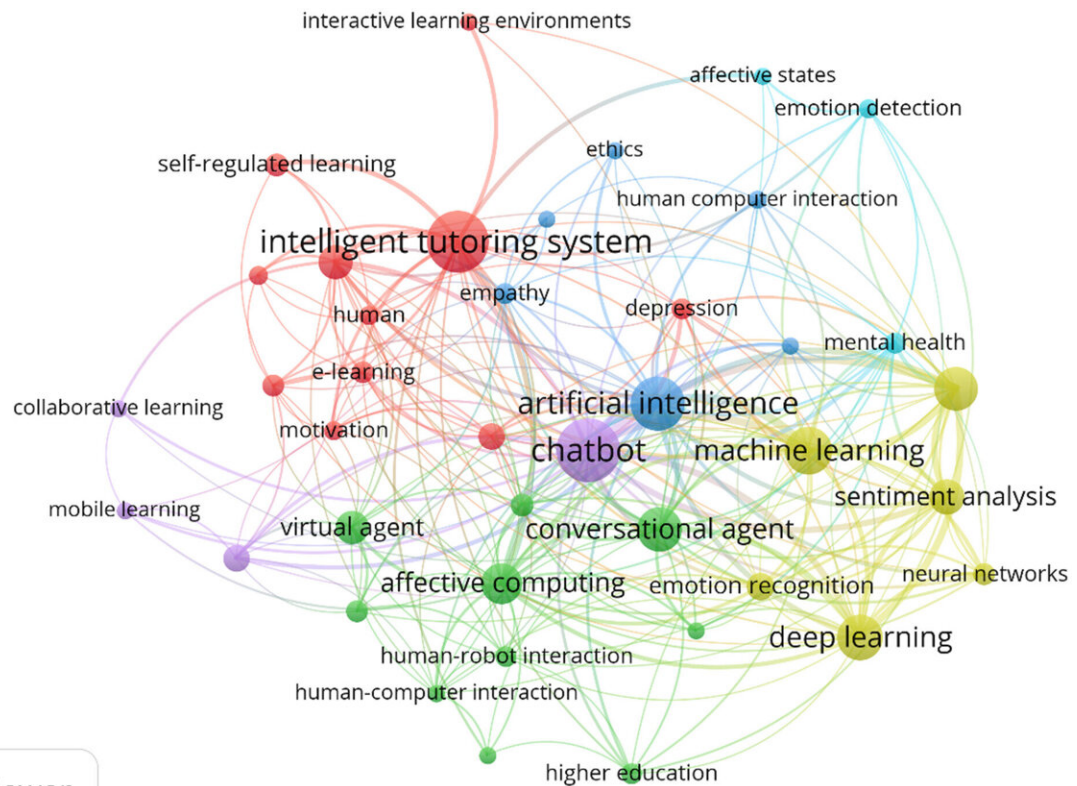 interactive learning environments
affective states
emotion detection
ethics
self-regulated learning
human computer interaction
intelligent tutoring system
empathy
depression
human
mental health
e-learning
artificial intelligence
collaborative learning
motivation
chatbot
machine learning
sentiment analysis
mobile learning
virtual agent
conversational agent
neural networks
affective computing
emotion recognition
deep learning
human-robot interaction
human-computer interaction
higher education